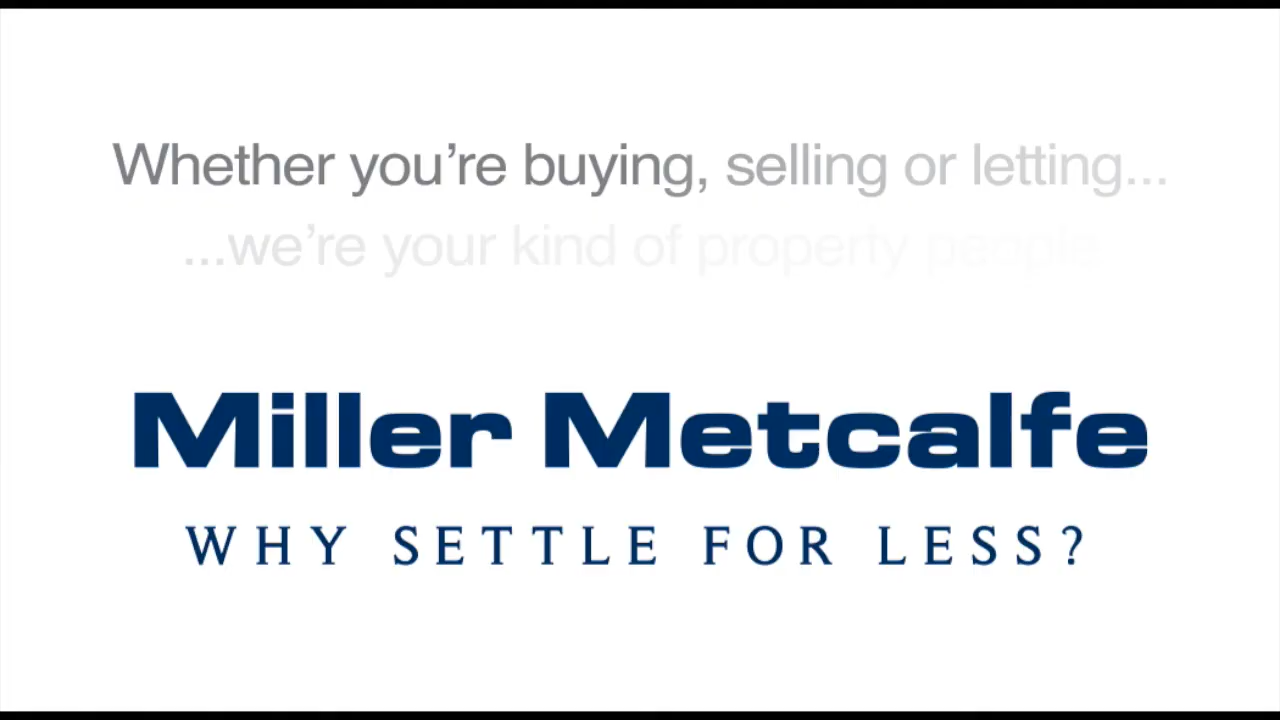 Whether you’re buying, selling or letting...
...we’re your kind of property people
Miller Metcalfe
WHY SETTLE FOR LESS?